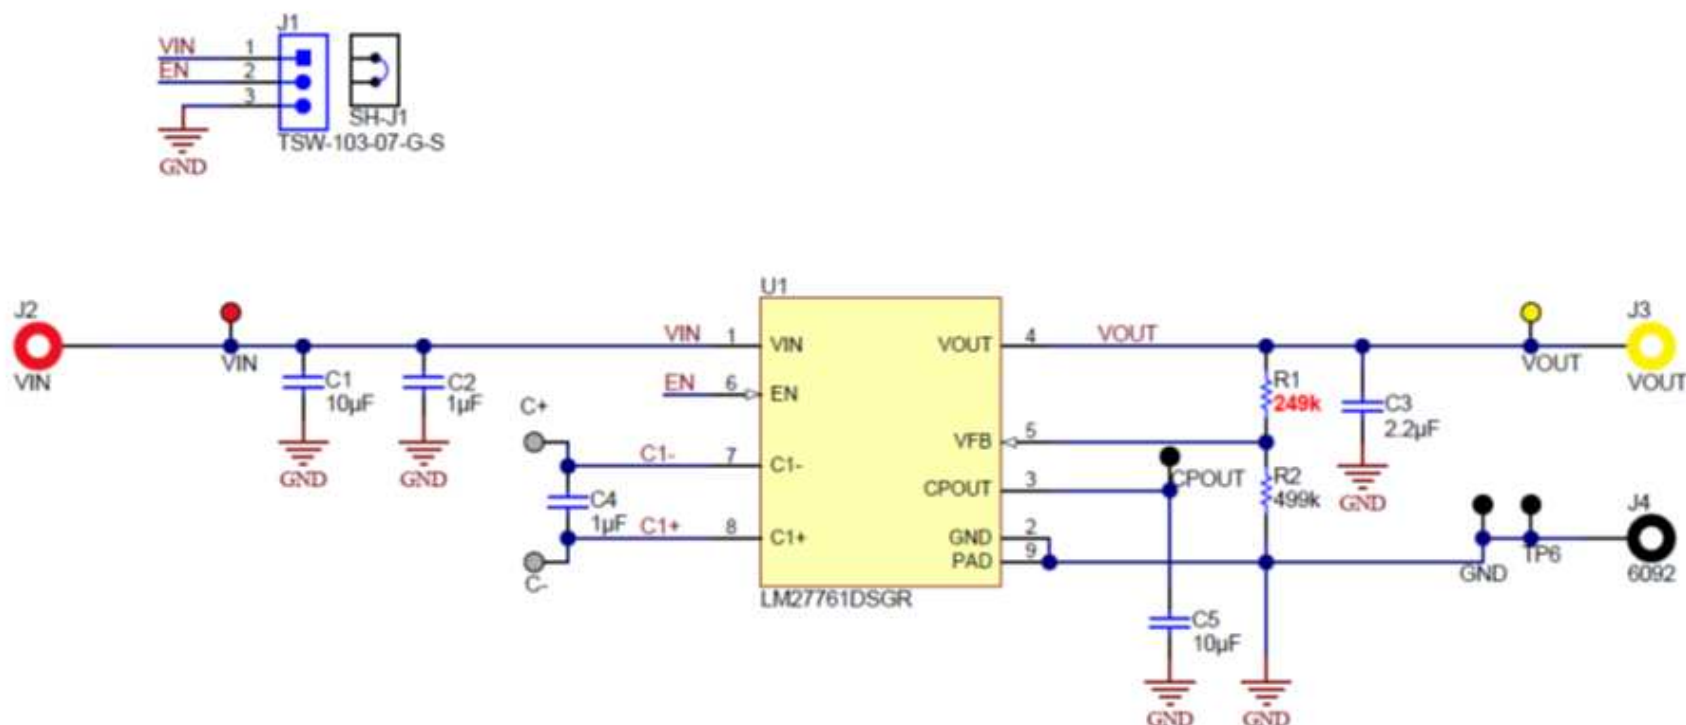 J1
VIN
1
EN
2
3
SH-J1
TSW-103-07-G-S
GND
J2
VIN
VIN
C1
10µF
GND
C2
1µF
GND
C+
C1-
7
C4
1µF
C1+
8
C-
U1
VIN
1
VIN
EN
6
EN
C1-
C1+
LM27761DSGR
VOUT
4
VOUT
VFB
5
CPOUT
3
GND
2
PAD
9
R1
249k
R2
499k
C3
2.2µF
GND
CPOUT
C5
10µF
GND
GND
VOUT
J3
VOUT
GND
TP6
J4
6092